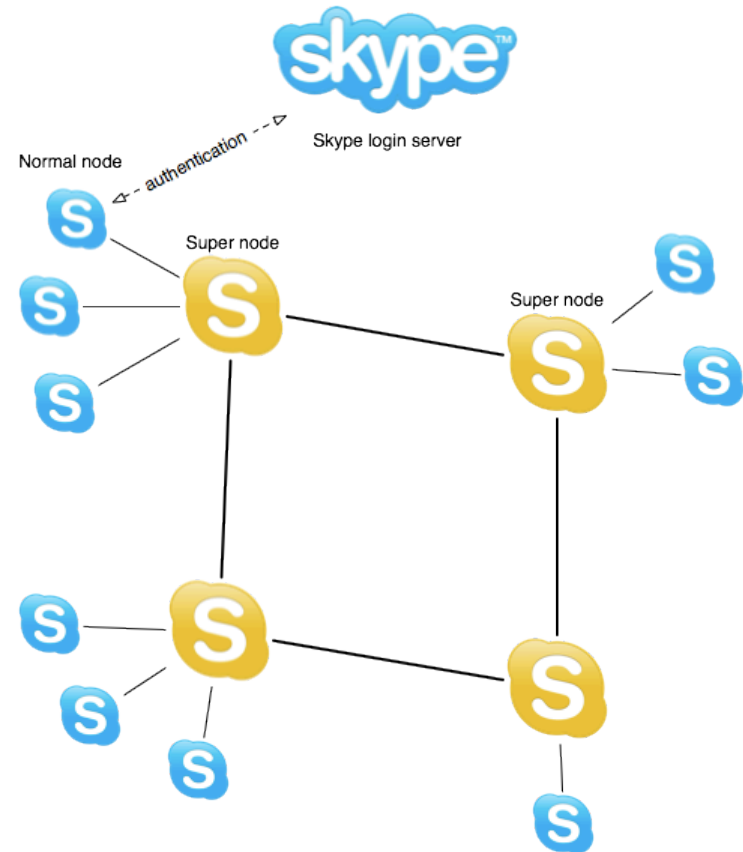 skype™
Skype login server
authentication
Normal node
S
Super node
S
S
S
Super node
S
S
S
S
S
S
S
S
S
S